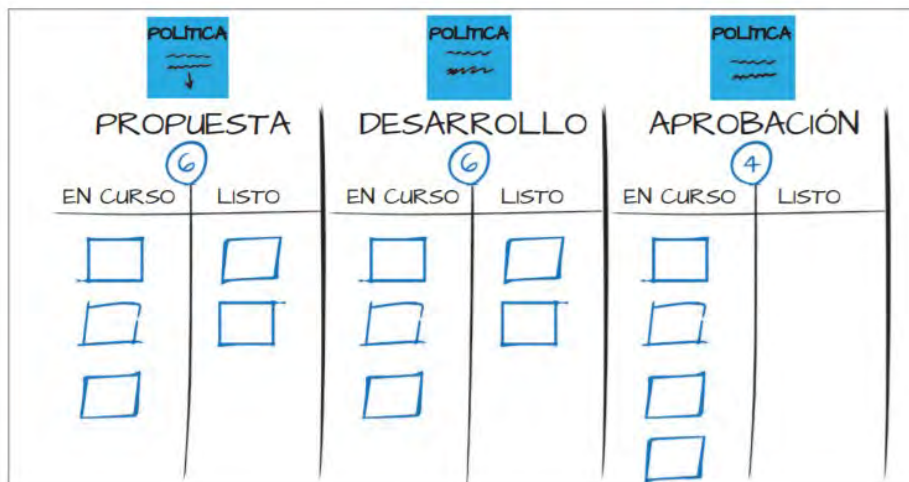 POLÍTICA POLÍTICA POLÍTICA
PROPUESTA DESARROLLO APROBACIÓN
6 6 4
EN CURSO LISTO EN CURSO LISTO EN CURSO LISTO